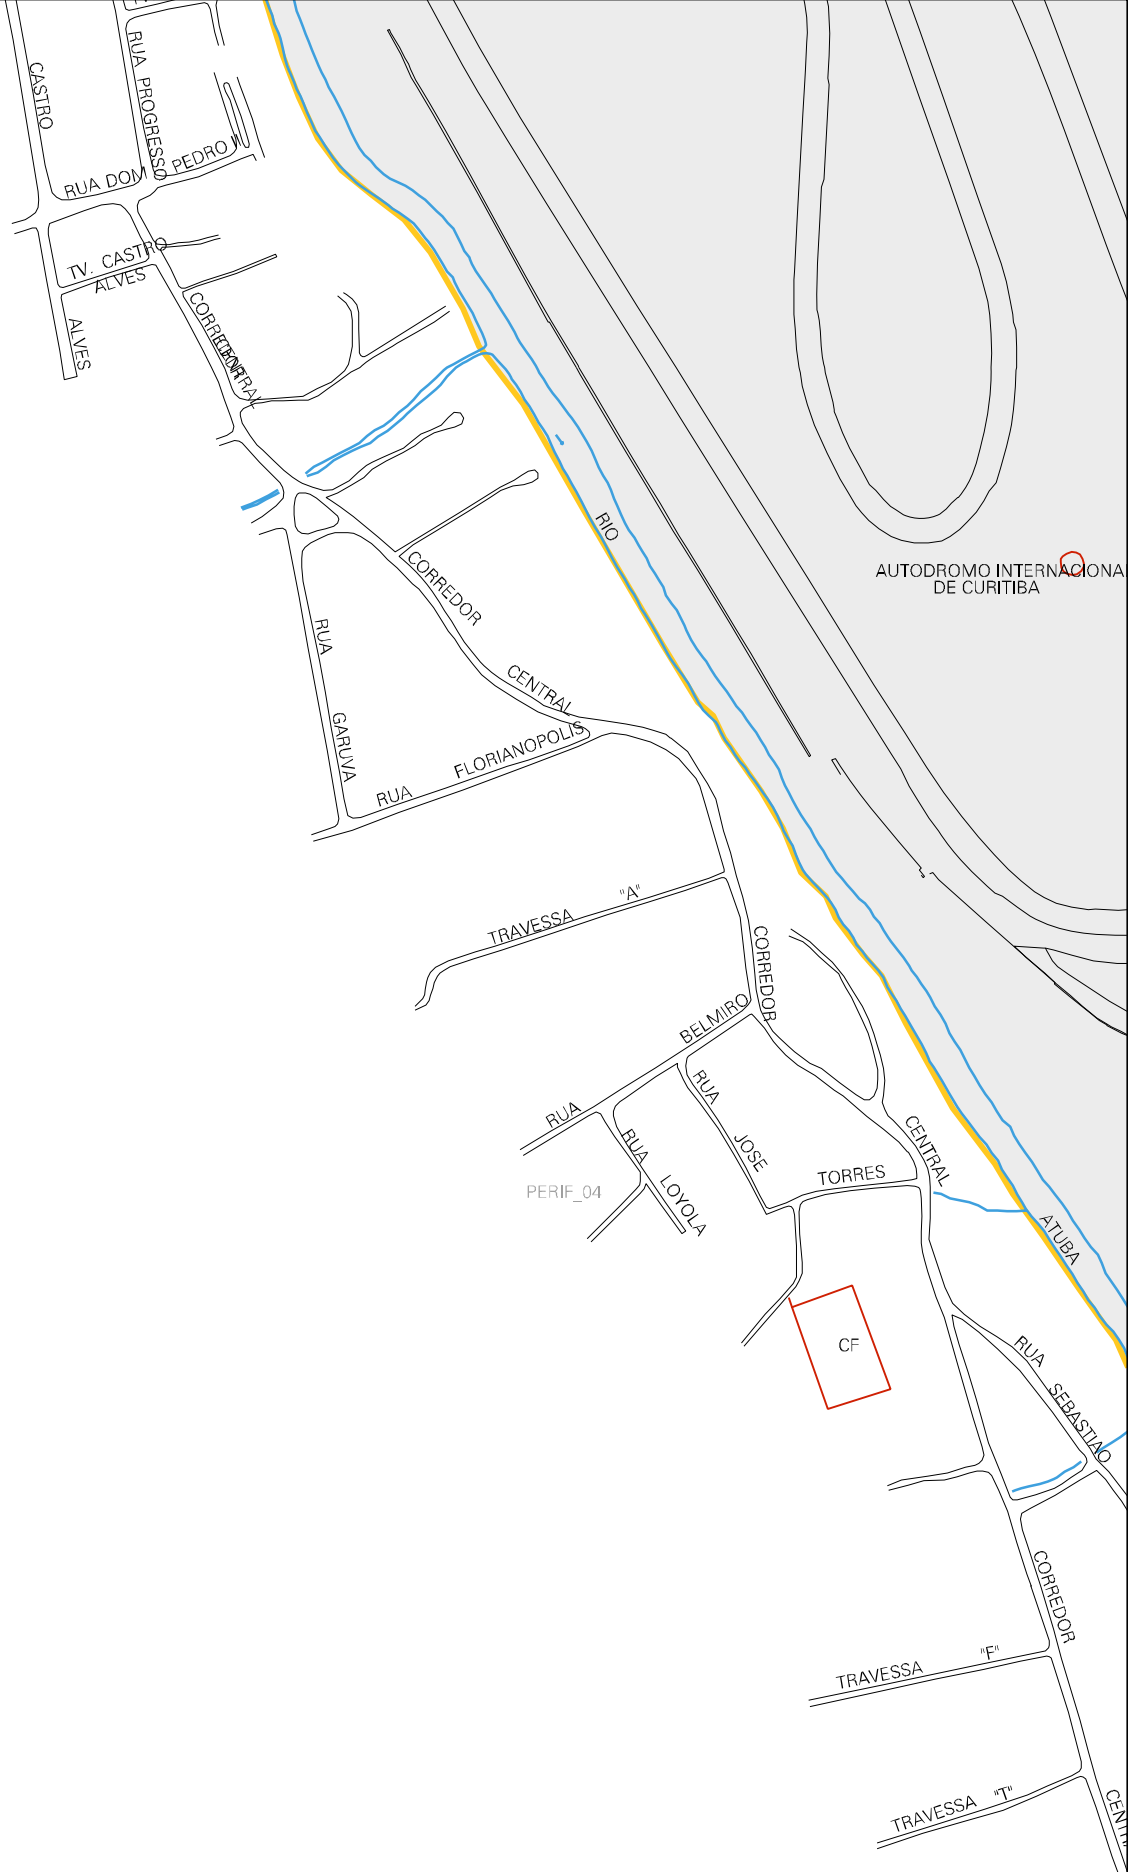 CASTRO
RUA PROGRESSO
RUA DOM PEDRO II
TV. CASTRO
ALVES
ALVES
CORREDOR
CENTRAL
RIO
AUTODROMO INTERNACIONAL
DE CURITIBA
CORREDOR
RUA
CENTRAL
GARUVA
FLORIANOPOLIS
RUA
"A"
TRAVESSA
CORREDOR
BELMIRO
RUA
RUA
CENTRAL
RUA
JOSE
TORRES
PERIF_04
LOYOLA
ATUBA
CF
RUA
SEBASTIAO
CORREDOR
"F"
TRAVESSA
"T"
TRAVESSA